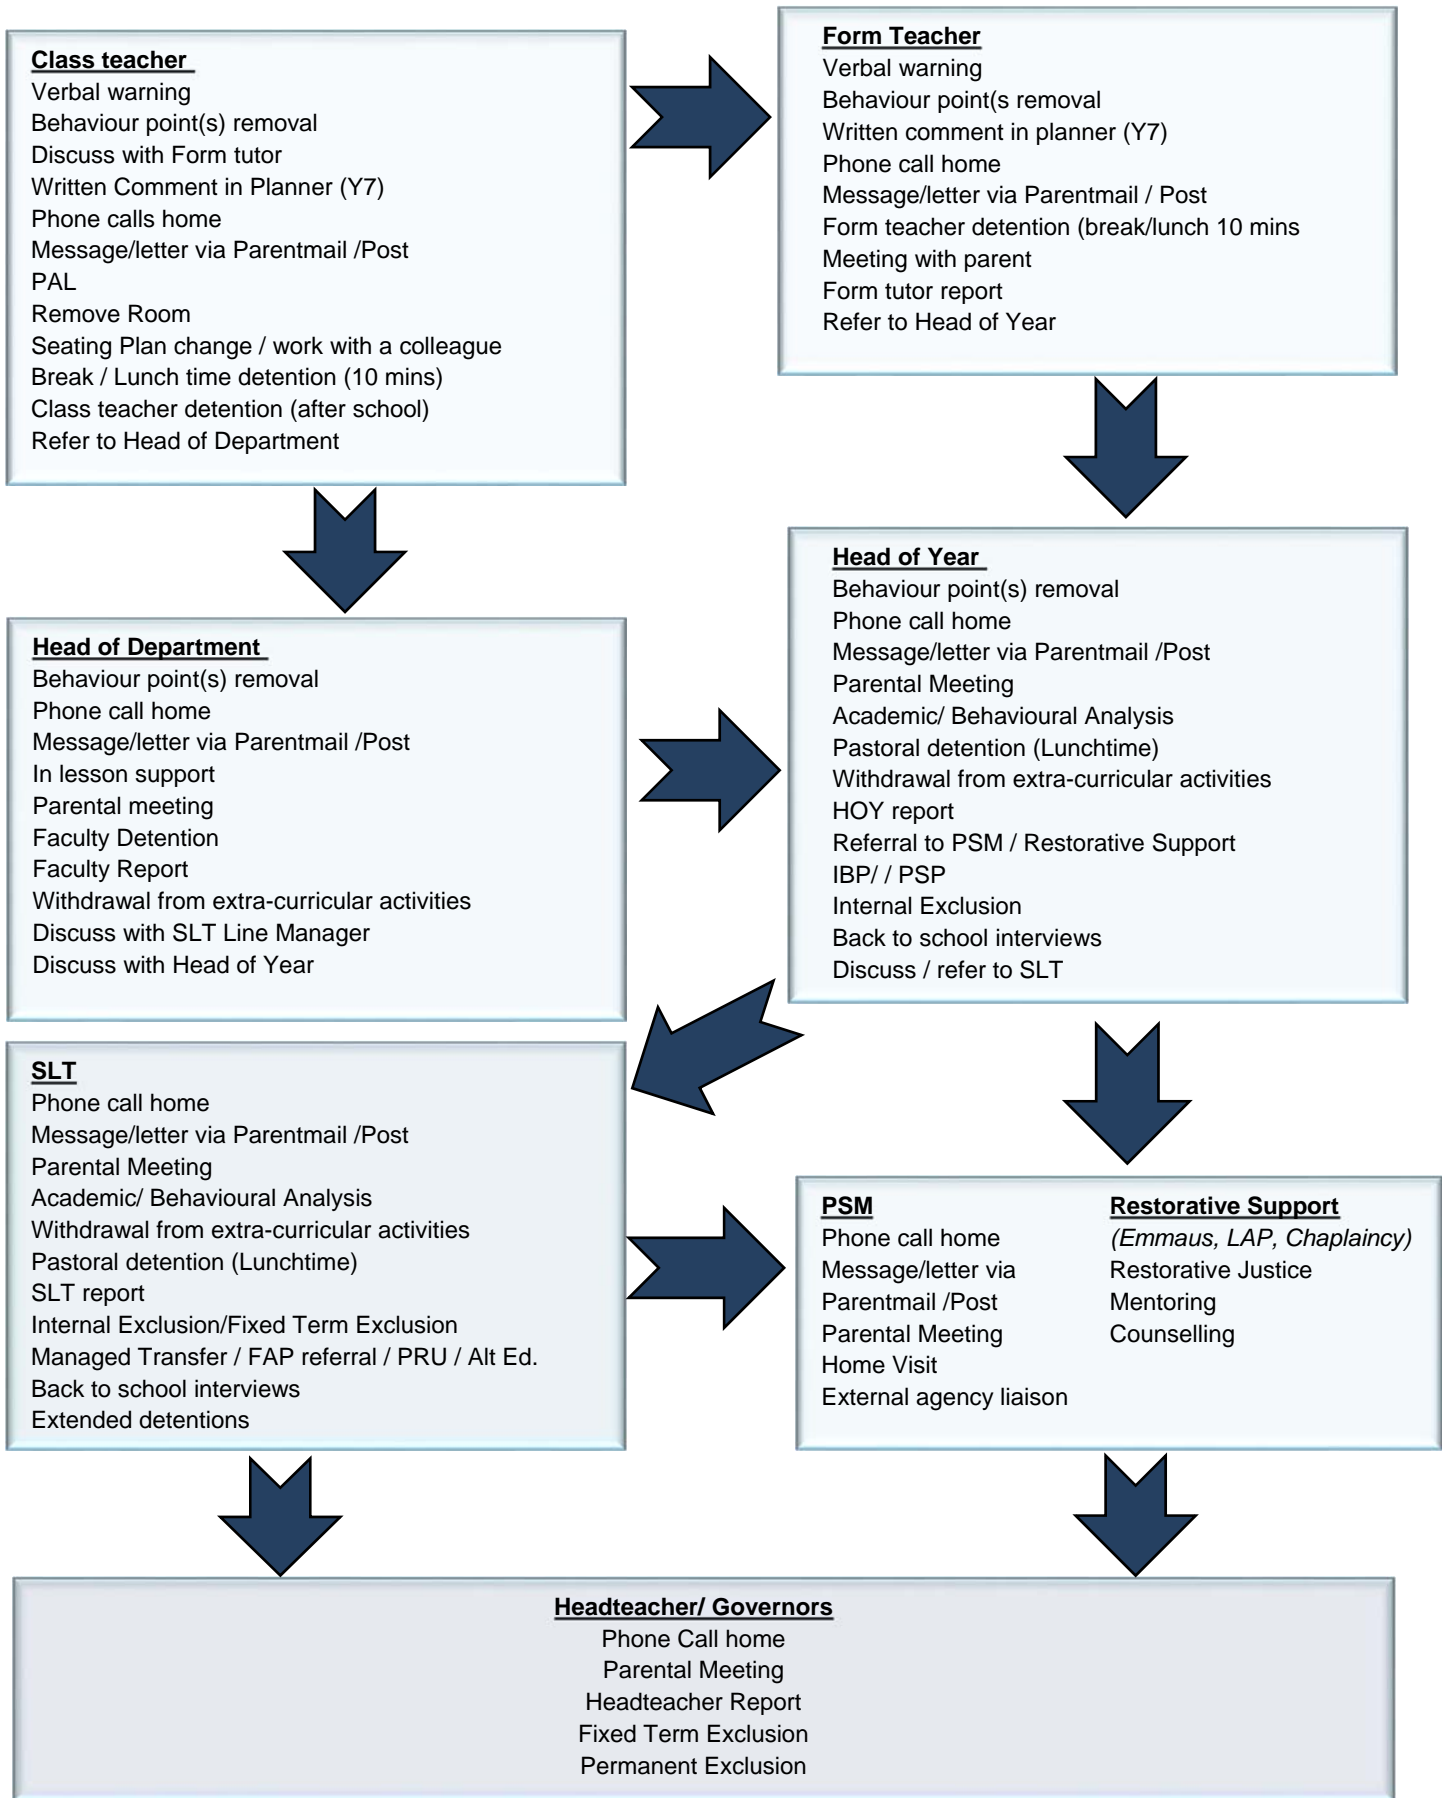 Class teacher
Verbal warning
Behaviour point(s) removal
Discuss with Form tutor
Written Comment in Planner (Y7)
Phone calls home
Message/letter via Parentmail /Post
PAL
Remove Room
Seating Plan change / work with a colleague
Break / Lunch time detention (10 mins)
Class teacher detention (after school)
Refer to Head of Department
Form Teacher
Verbal warning
Behaviour point(s removal
Written comment in planner (Y7)
Phone call home
Message/letter via Parentmail / Post
Form teacher detention (break/lunch 10 mins
Meeting with parent
Form tutor report
Refer to Head of Year
Head of Department
Behaviour point(s) removal
Phone call home
Message/letter via Parentmail /Post
In lesson support
Parental meeting
Faculty Detention
Faculty Report
Withdrawal from extra-curricular activities
Discuss with SLT Line Manager
Discuss with Head of Year
Head of Year
Behaviour point(s) removal
Phone call home
Message/letter via Parentmail /Post
Parental Meeting
Academic/ Behavioural Analysis
Pastoral detention (Lunchtime)
Withdrawal from extra-curricular activities
HOY report
Referral to PSM / Restorative Support
IBP/ / PSP
Internal Exclusion
Back to school interviews
Discuss / refer to SLT
SLT
Phone call home
Message/letter via Parentmail /Post
Parental Meeting
Academic/ Behavioural Analysis
Withdrawal from extra-curricular activities
Pastoral detention (Lunchtime)
SLT report
Internal Exclusion/Fixed Term Exclusion
Managed Transfer / FAP referral / PRU / Alt Ed.
Back to school interviews
Extended detentions
PSM
Phone call home
Message/letter via
Parentmail /Post
Parental Meeting
Home Visit
External agency liaison
Restorative Support
(Emmaus, LAP, Chaplaincy)
Restorative Justice
Mentoring
Counselling
Headteacher/ Governors
Phone Call home
Parental Meeting
Headteacher Report
Fixed Term Exclusion
Permanent Exclusion